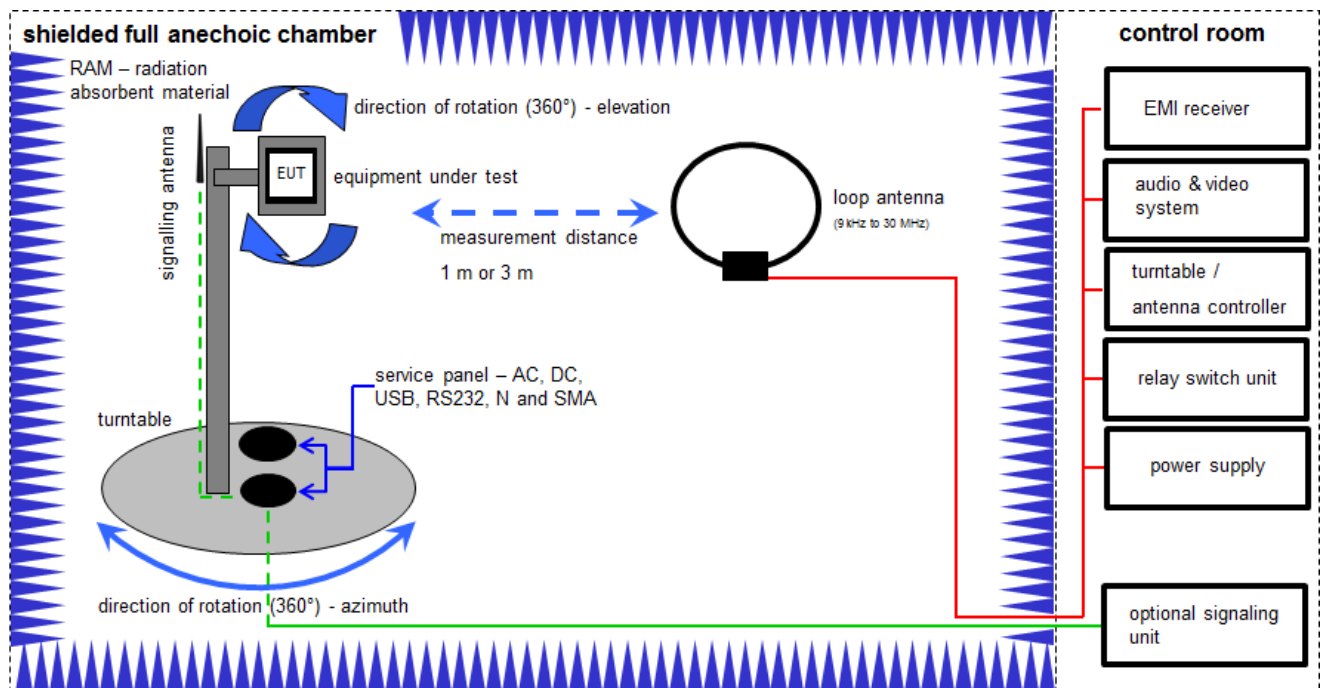 shielded full anechoic chamber
control room
RAM – radiation
absorbent material
signalling antenna
direction of rotation (360°) - elevation
EUT
equipment under test
measurement distance
1 m or 3 m
loop antenna
(9 kHz to 30 MHz)
service panel – AC, DC,
USB, RS232, N and SMA
turntable
direction of rotation (360°) - azimuth
EMI receiver
audio & video
system
turntable /
antenna controller
relay switch unit
power supply
optional signaling
unit